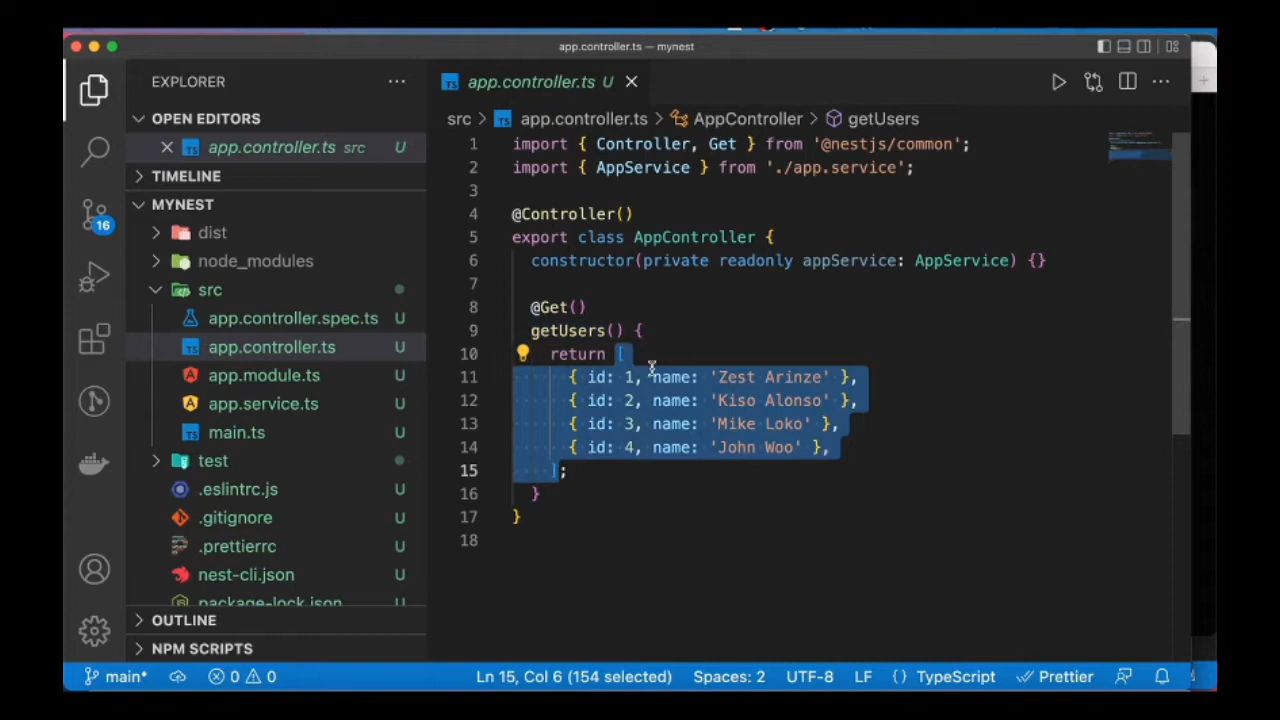 app.controller.ts — mynest
EXPLORER
OPEN EDITORS
app.controller.ts src U
TIMELINE
MYNEST
dist
node_modules
src
app.controller.spec.ts U
app.controller.ts U
app.module.ts U
app.service.ts U
main.ts U
test
.eslintrc.js U
.gitignore U
.prettierrc U
nest-cli.json U
package-lock.json U
OUTLINE
NPM SCRIPTS
16
app.controller.ts U
src > app.controller.ts > AppController > getUsers
1 import { Controller, Get } from '@nestjs/common';
2 import { AppService } from './app.service';
3
4 @Controller()
5 export class AppController {
6 constructor(private readonly appService: AppService) {}
7
8 @Get()
9 getUsers() {
10 return [
11 { id: 1, name: 'Zest Arinze' },
12 { id: 2, name: 'Kiso Alonso' },
13 { id: 3, name: 'Mike Loko' },
14 { id: 4, name: 'John Woo' },
15 ];
16 }
17 }
18
main* 0 0 Ln 15, Col 6 (154 selected) Spaces: 2 UTF-8 LF {} TypeScript Prettier